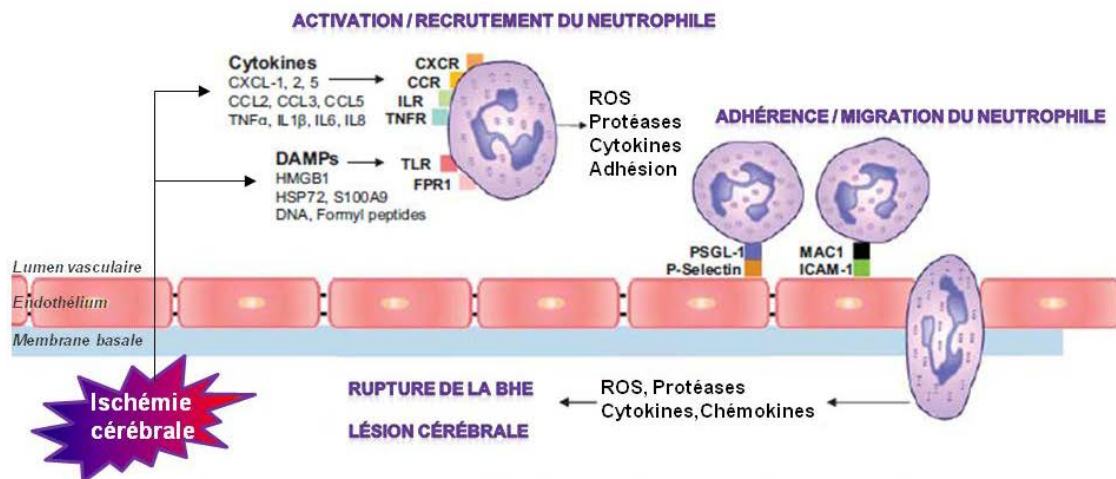 ACTIVATION / RECRUTEMENT DU NEUTROPHILE
Cytokines
CXCL-1, 2, 5
CCL2, CCL3, CCL5
TNFα, IL1β, IL6, IL8
CXCR
CCR
ILR
TNFR
DAMPs
HMGB1
HSP72, S100A9
DNA, Formyl peptides
TLR
FPR1
ROS
Protéases
Cytokines
Adhésion
ADHÉRENCE / MIGRATION DU NEUTROPHILE
PSGL-1
P-Selectin
MAC1
ICAM-1
Lumen vasculaire
Endothélium
Membrane basale
Ischémie
cérébrale
RUPTURE DE LA BHE
LÉSION CÉRÉBRALE
ROS, Protéases
Cytokines,Chémokines